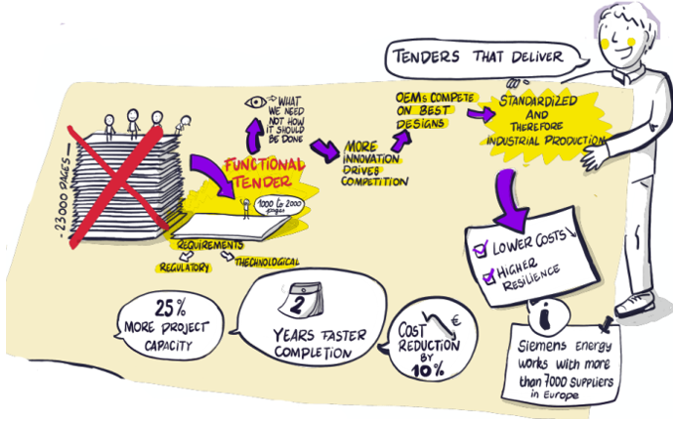 TENDERS THAT DELIVER
~23000 PAGES
WHAT
WE NEED
NOT HOW
IT SHOULD
BE DONE
FUNCTIONAL
TENDER
1000 to 2000
pages
REQUIREMENTS
REGULATORY
THECHNOLOGICAL
MORE
INNOVATION
DRIVES
COMPETITION
OEMs COMPETE
ON BEST
DESIGNS
STANDARDIZED
AND
THEREFORE
INDUSTRIAL PRODUCTION
LOWER COSTS
HIGHER
RESILIENCE
25%
MORE PROJECT
CAPACITY
2
YEARS FASTER
COMPLETION
COST
€
REDUCTION
BY
10%
i
Siemens Energy
works with more
than 7000 suppliers
in Europe